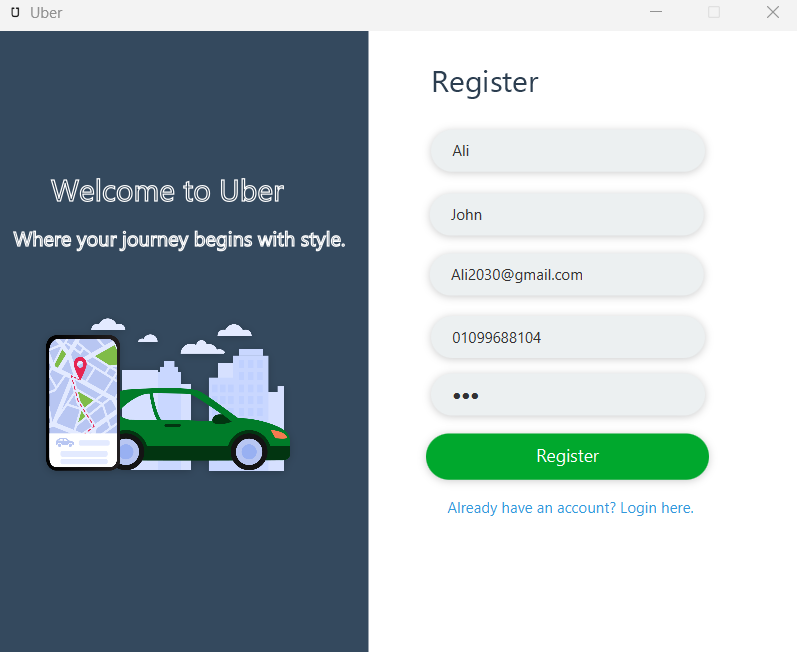 Uber
Welcome to Uber
Where your journey begins with style.
Register
Ali
John
Ali2030@gmail.com
01099688104
•••
Register
Already have an account? Login here.